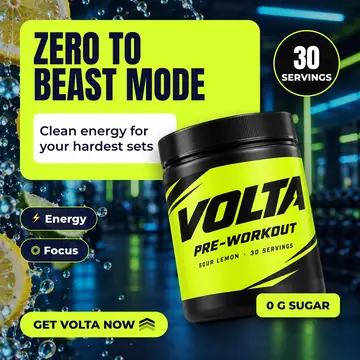 ZERO TO
BEAST MODE
30
SERVINGS
Clean energy for
your hardest sets
VOLTA
PRE-WORKOUT
SOUR LEMON • 30 SERVINGS
Energy
Focus
0 G SUGAR
GET VOLTA NOW